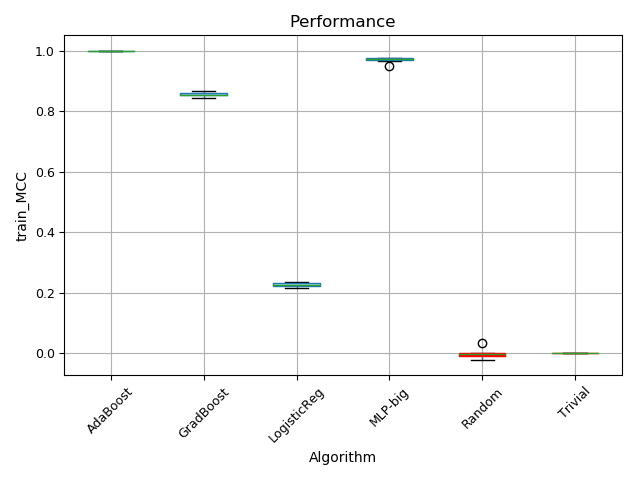 Performance
train_MCC
1.0
0.8
0.6
0.4
0.2
0.0
AdaBoost
GradBoost
LogisticReg
MLP-big
Random
Trivial
Algorithm